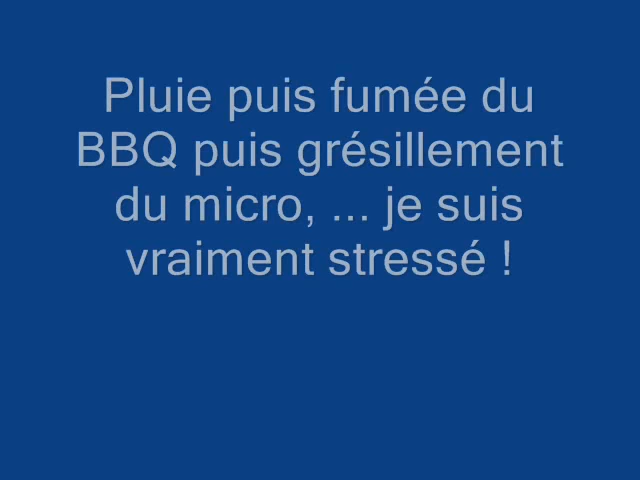 Pluie puis fumée du
BBQ puis grésillement
du micro, ... je suis
vraiment stressé !